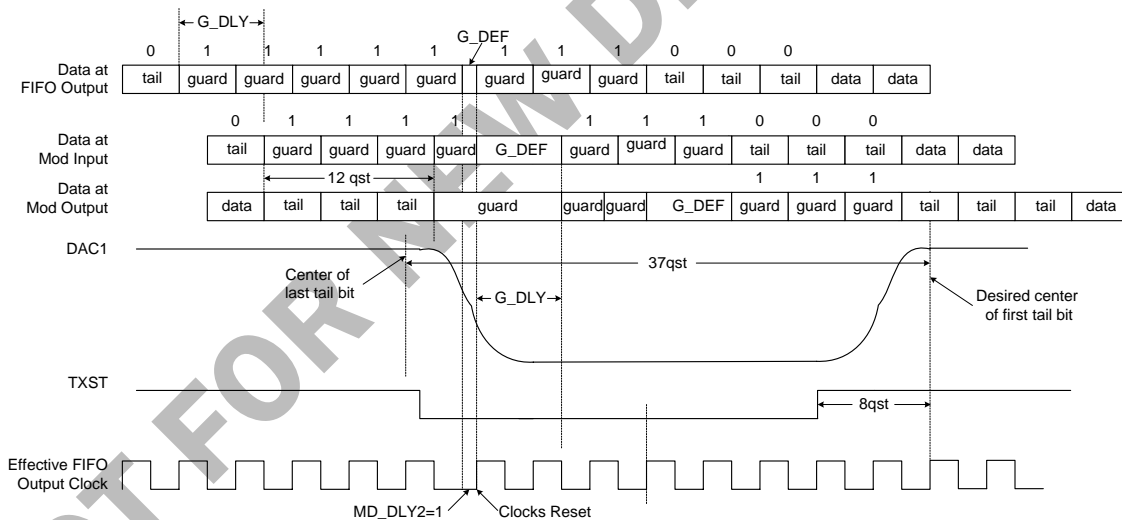 G_DLY
G_DEF
0 1 1 1 1 1 1 1 1 0 0 0
Data at FIFO Output
tail guard guard guard guard guard guard guard guard tail tail tail data data
0 1 1 1 1 1 1 1 0 0 0
Data at Mod Input
tail guard guard guard guard G_DEF guard guard guard tail tail tail data data
12 qst
1 1 1
Data at Mod Output
data tail tail tail guard guard guard G_DEF guard guard guard tail tail tail data
DAC1
37qst
Center of last tail bit
G_DLY
Desired center of first tail bit
TXST
8qst
Effective FIFO Output Clock
MD_DLY2=1
Clocks Reset
NOT FOR NEW D